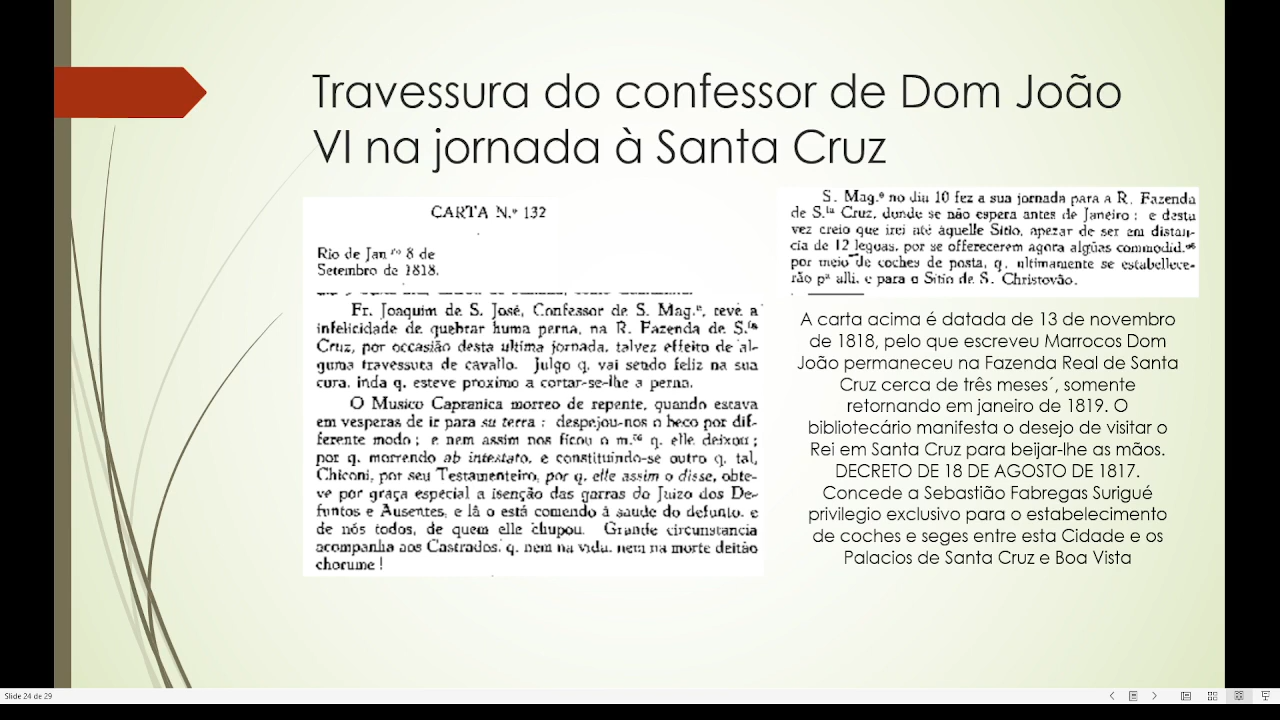 Travessura do confessor de Dom João
VI na jornada à Santa Cruz
CARTA N.º 132
Rio de Jan.ʳᵒ 8 de
Setembro de 1818.
Fr. Joaquim de S. José, Confessor de S. Mag.ᵉ, teve a
infelicidade de quebrar huma perna, na R. Fazenda de S.ᵗᵃ
Cruz, por occasião desta ultima jornada, talvez effeito de al-
guma travessura de cavallo. Julgo q. vai sendo feliz na sua
cura, inda q. esteve proximo a cortar-se-lhe a perna.
O Musico Capranica morreo de repente, quando estava
em vesperas de ir para su terra : despejou-nos o beco por dif-
ferente modo ; e nem assim nos ficou o m.ᵗᵒ q. elle deixou ;
por q. morrendo ab intestato, e constituindo-se outro q. tal,
Chiconi, por seu Testamenteiro, por q. elle assim o disse, obte-
ve por graça especial a isenção das garras do Juizo dos De-
funtos e Ausentes, e lá o está comendo à saude do defunto, e
de nós todos, de quem elle chupou. Grande circunstancia
acompanha aos Castrados, q. nem na vida, nem na morte deitão
chorume !
S. Mag.ᵉ no dia 10 fez a sua jornada para a R. Fazenda
de S.ᵗᵃ Cruz, donde se não espera antes de Janeiro : e desta
vez creio que irei até àquelle Sitio, apezar de ser em distan-
cia de 12 leguas, por se offerecerem agora algũas commodid.ᵉˢ
por meio de coches de posta, q. ultimamente se estabellece-
rão pª alli, e para o Sitio de S. Christovão.
A carta acima é datada de 13 de novembro
de 1818, pelo que escreveu Marrocos Dom
João permaneceu na Fazenda Real de Santa
Cruz cerca de três meses´, somente
retornando em janeiro de 1819. O
bibliotecário manifesta o desejo de visitar o
Rei em Santa Cruz para beijar-lhe as mãos.
DECRETO DE 18 DE AGOSTO DE 1817.
Concede a Sebastião Fabregas Surigué
privilegio exclusivo para o estabelecimento
de coches e seges entre esta Cidade e os
Palacios de Santa Cruz e Boa Vista
Slide 24 de 29